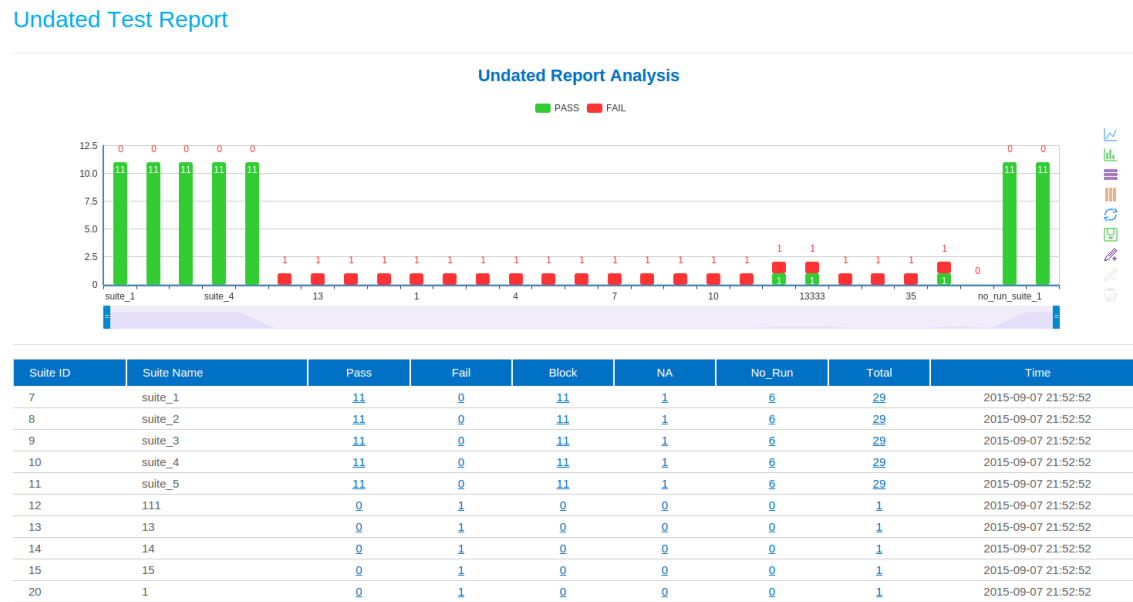 Undated Test Report
Undated Report Analysis
PASS FAIL
12.5
10.0
7.5
5.0
2.5
0
0 0 0 0 0 0 0
11 11 11 11 11 11 11
1 1 1
1 1 1 1 1 1 1 1 1 1 1 1 1 1 1 1 1 1
0
1 1 1
suite_1 suite_4 13 1 4 7 10 13333 35 no_run_suite_1
Suite ID Suite Name Pass Fail Block NA No_Run Total Time
7 suite_1 11 0 11 1 6 29 2015-09-07 21:52:52
8 suite_2 11 0 11 1 6 29 2015-09-07 21:52:52
9 suite_3 11 0 11 1 6 29 2015-09-07 21:52:52
10 suite_4 11 0 11 1 6 29 2015-09-07 21:52:52
11 suite_5 11 0 11 1 6 29 2015-09-07 21:52:52
12 111 0 1 0 0 0 1 2015-09-07 21:52:52
13 13 0 1 0 0 0 1 2015-09-07 21:52:52
14 14 0 1 0 0 0 1 2015-09-07 21:52:52
15 15 0 1 0 0 0 1 2015-09-07 21:52:52
20 1 0 1 0 0 0 1 2015-09-07 21:52:52